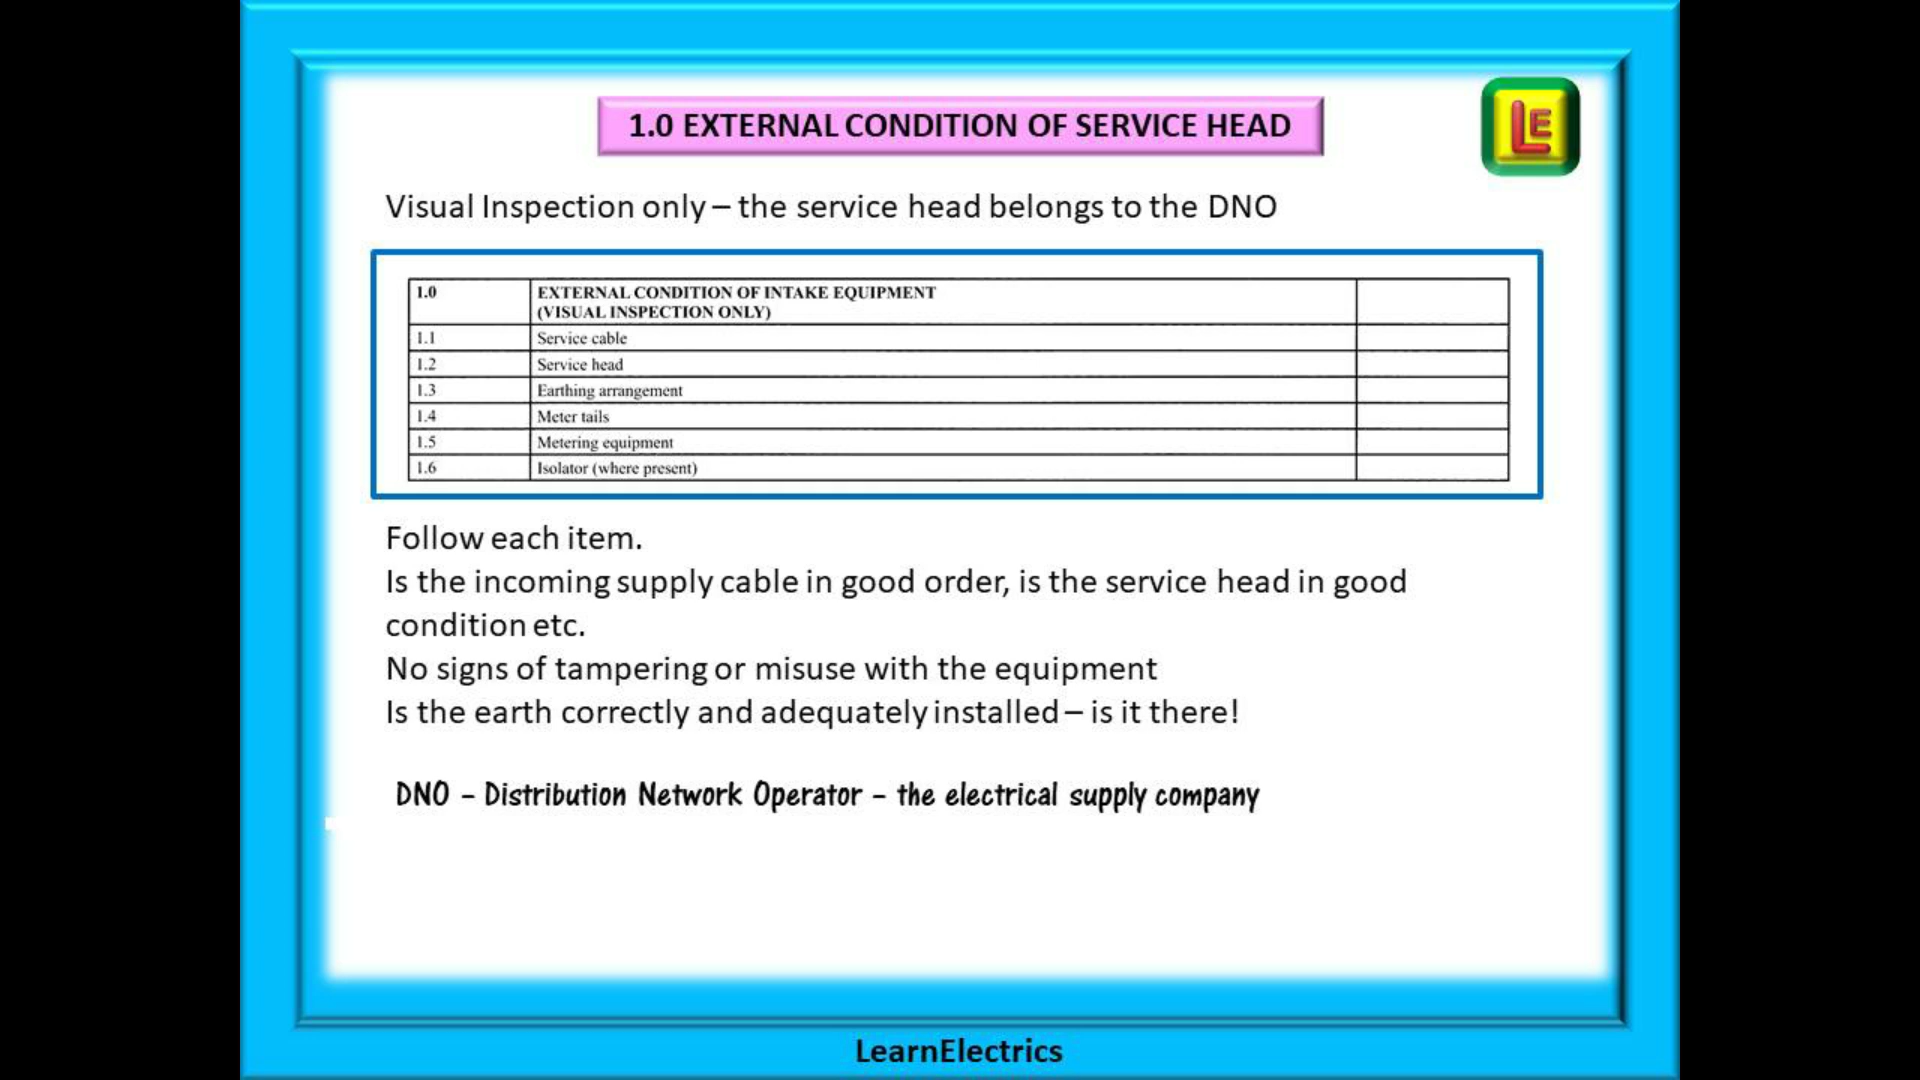 1.0 EXTERNAL CONDITION OF SERVICE HEAD
LE
Visual Inspection only – the service head belongs to the DNO
1.0 EXTERNAL CONDITION OF INTAKE EQUIPMENT
(VISUAL INSPECTION ONLY)
1.1 Service cable
1.2 Service head
1.3 Earthing arrangement
1.4 Meter tails
1.5 Metering equipment
1.6 Isolator (where present)
Follow each item.
Is the incoming supply cable in good order, is the service head in good
condition etc.
No signs of tampering or misuse with the equipment
Is the earth correctly and adequately installed – is it there!
DNO – Distribution Network Operator – the electrical supply company
LearnElectrics